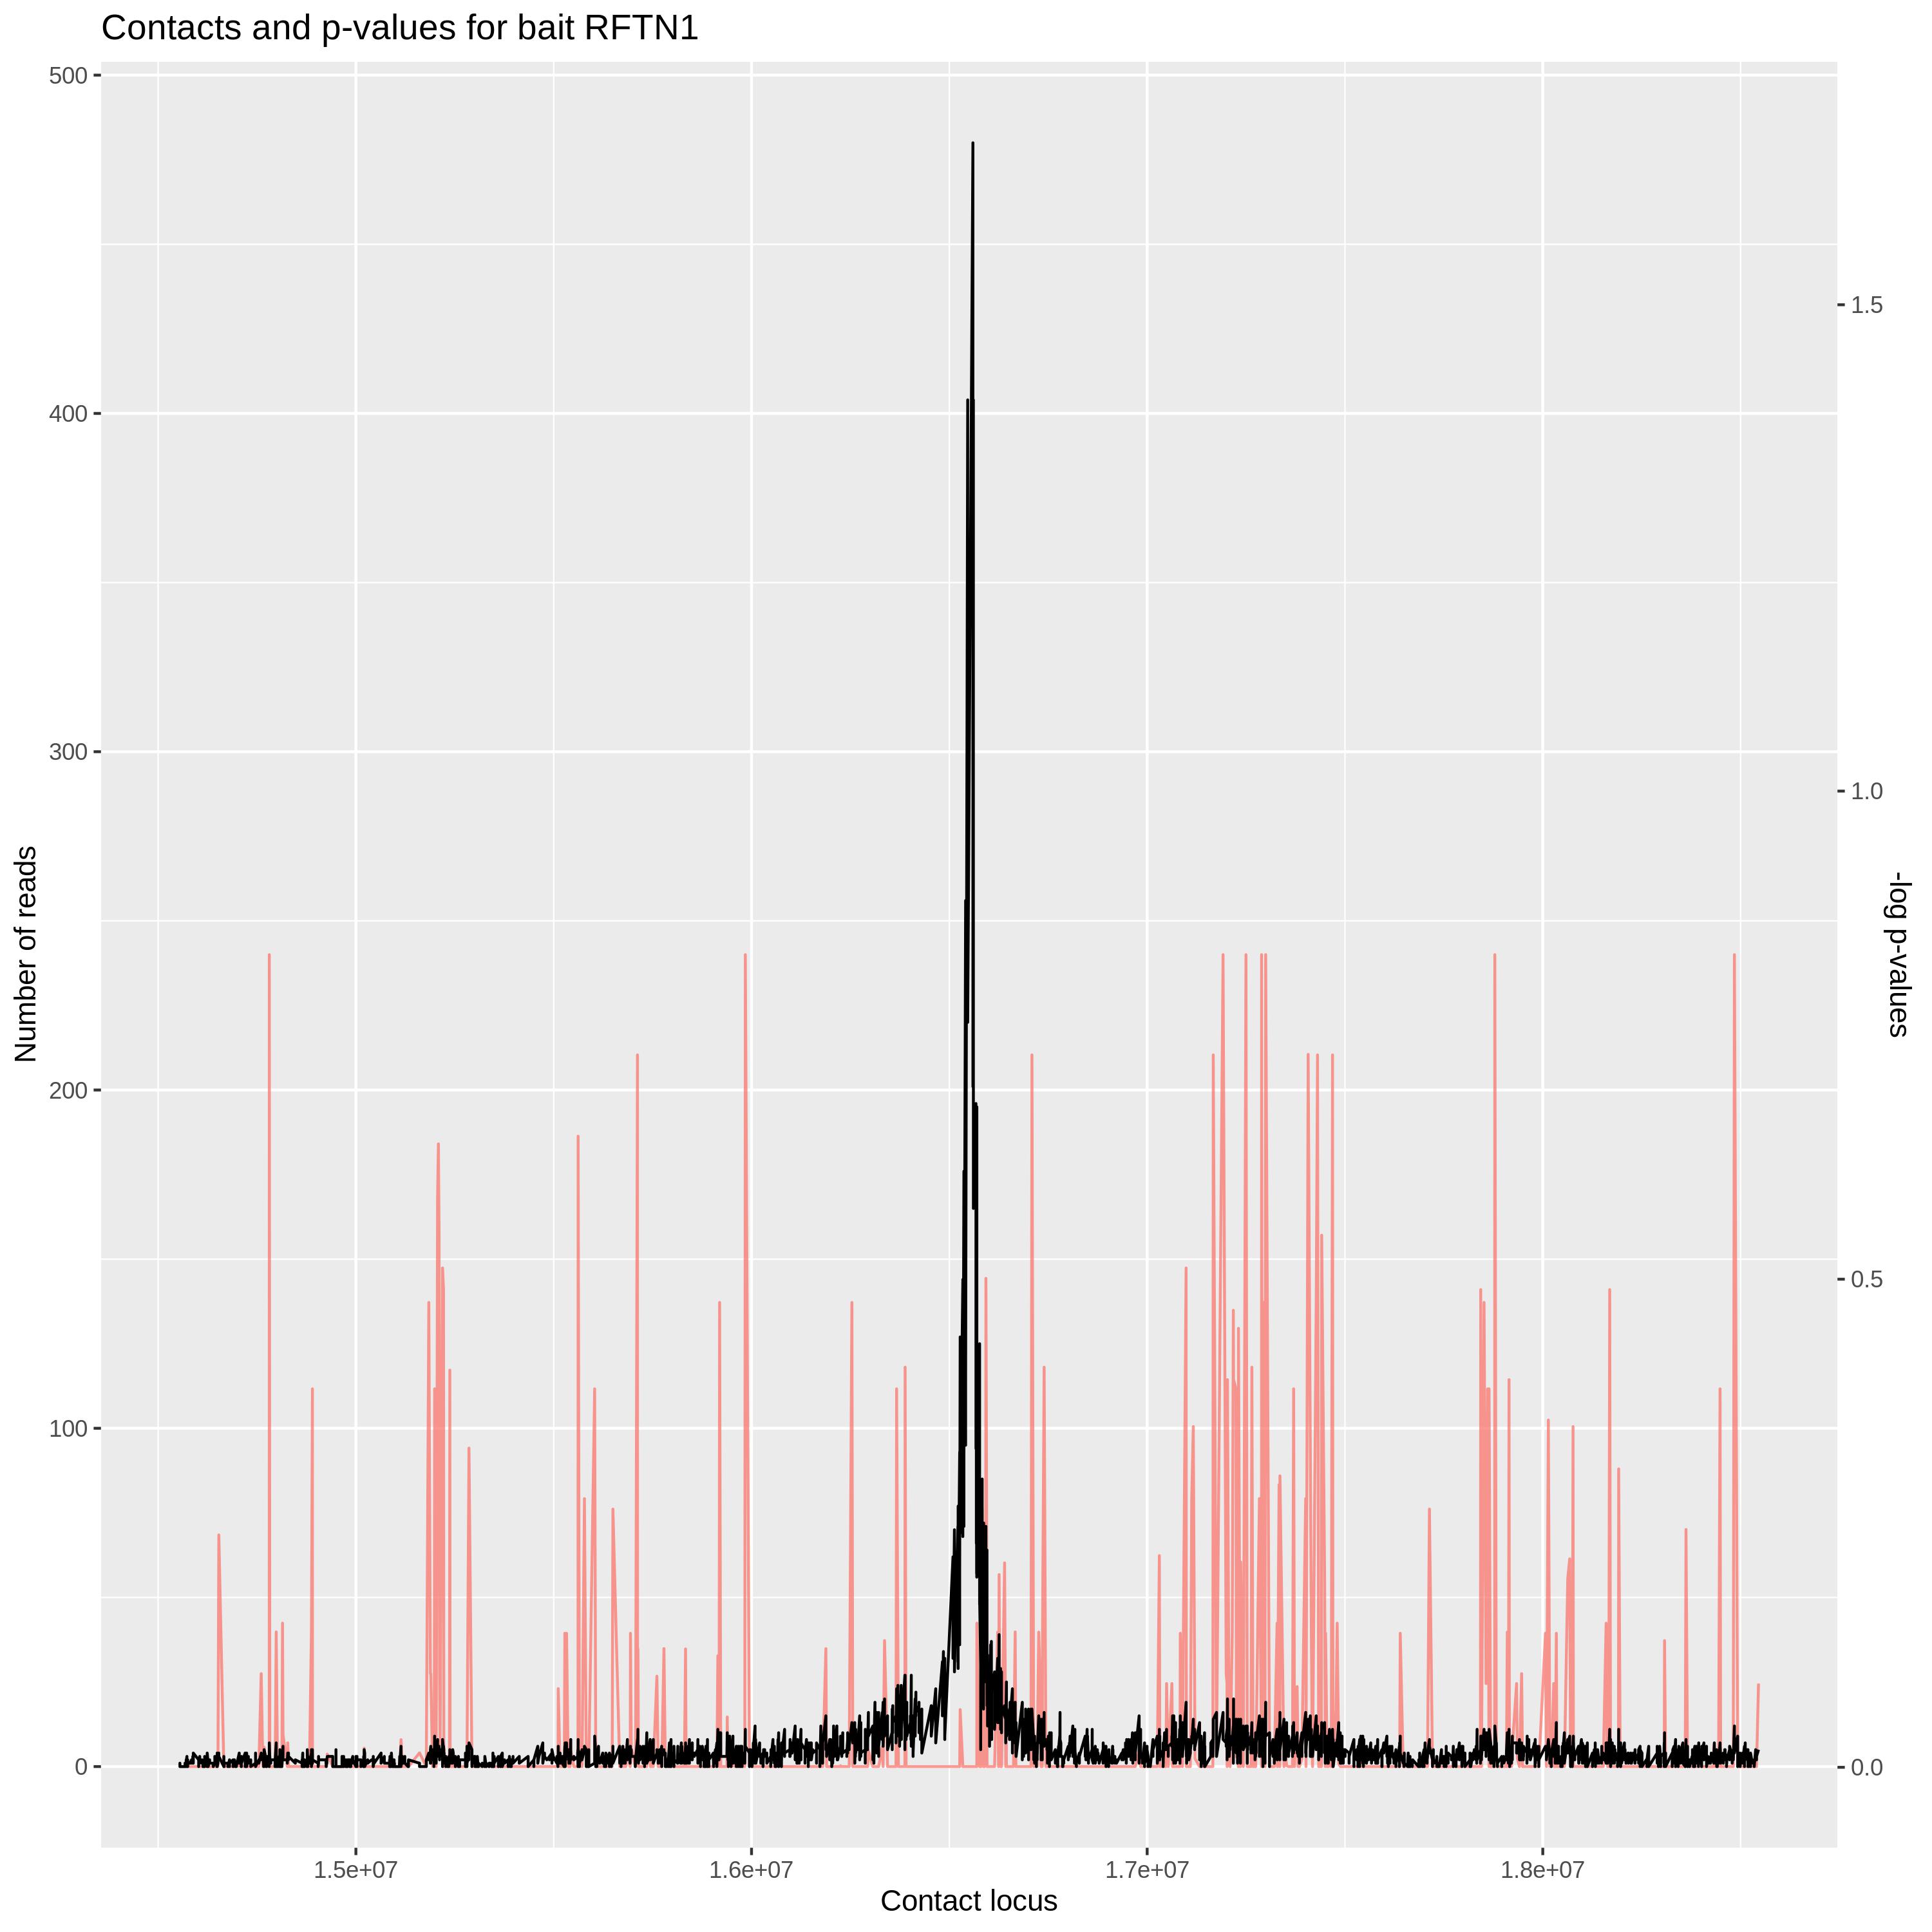 Contacts and p-values for bait RFTN1
500
400
300
200
100
0
Number of reads
1.5
1.0
0.5
0.0
-log p-values
1.5e+07
1.6e+07
1.7e+07
1.8e+07
Contact locus